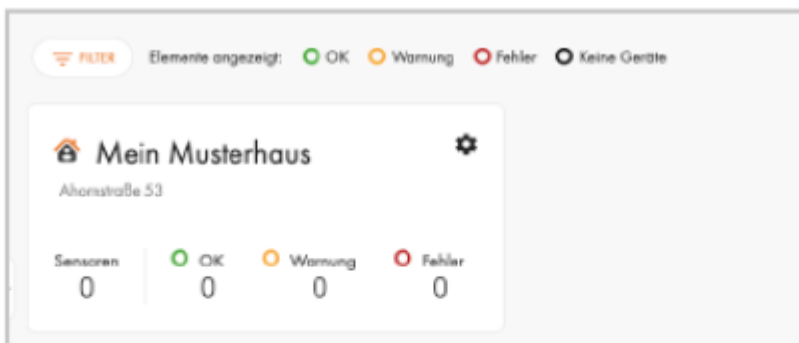 FILTER Elemente angezeigt: OK Warnung Fehler Keine Geräte
Mein Musterhaus
Ahornstraße 53
Sensoren OK Warnung Fehler
0 0 0 0